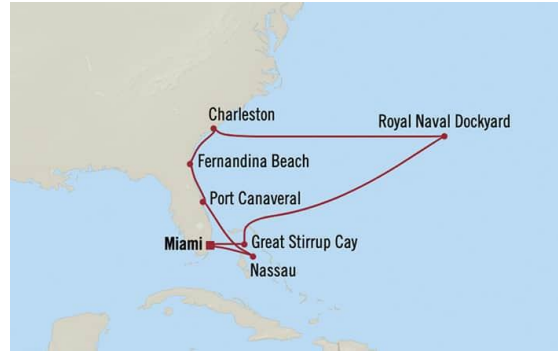 Charleston
Royal Naval Dockyard
Fernandina Beach
Port Canaveral
Miami
Great Stirrup Cay
Nassau